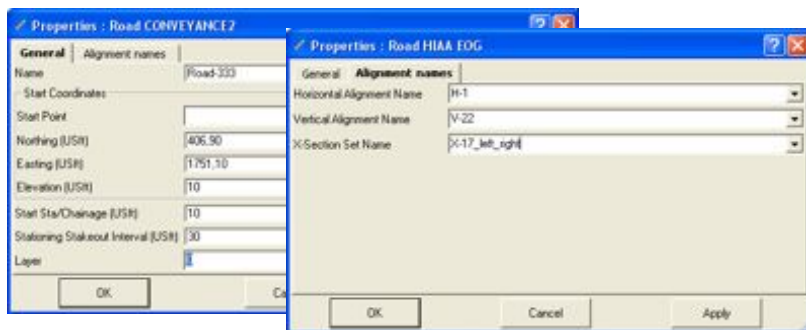 Properties : Road CONVEYANCE2
General Alignment names
Name Road-333
Start Coordinates
Start Point
Northing (USft) 406.90
Easting (USft) 1751.10
Elevation (USft) 10
Start Sta/Chainage (USft) 10
Stationing Stakeout Interval (USft) 30
Layer
OK Ca
Properties : Road HIAA EOG
General Alignment names
Horizontal Alignment Name H-1
Vertical Alignment Name V-22
X-Section Set Name X-17_left_right
OK Cancel Apply